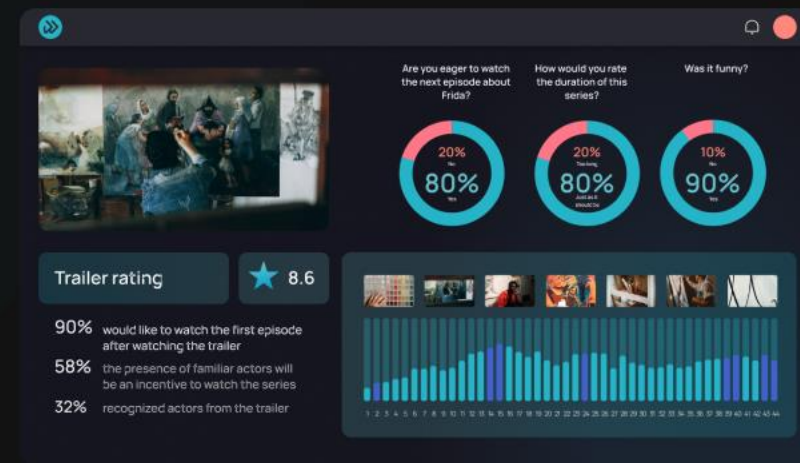 Are you eager to watch
the next episode about
Frida?
How would you rate
the duration of this
series?
Was it funny?
20%
No
80%
Yes
20%
Too long
80%
Just as it
should be
10%
No
90%
Yes
Trailer rating
8.6
90% would like to watch the first episode
after watching the trailer
58% the presence of familiar actors will
be an incentive to watch the series
32% recognized actors from the trailer
1 2 3 4 5 6 7 8 9 10 11 12 13 14 15 16 17 18 19 20 21 22 23 24 25 26 27 28 29 30 31 32 33 34 35 36 37 38 39 40 41 42 43 44